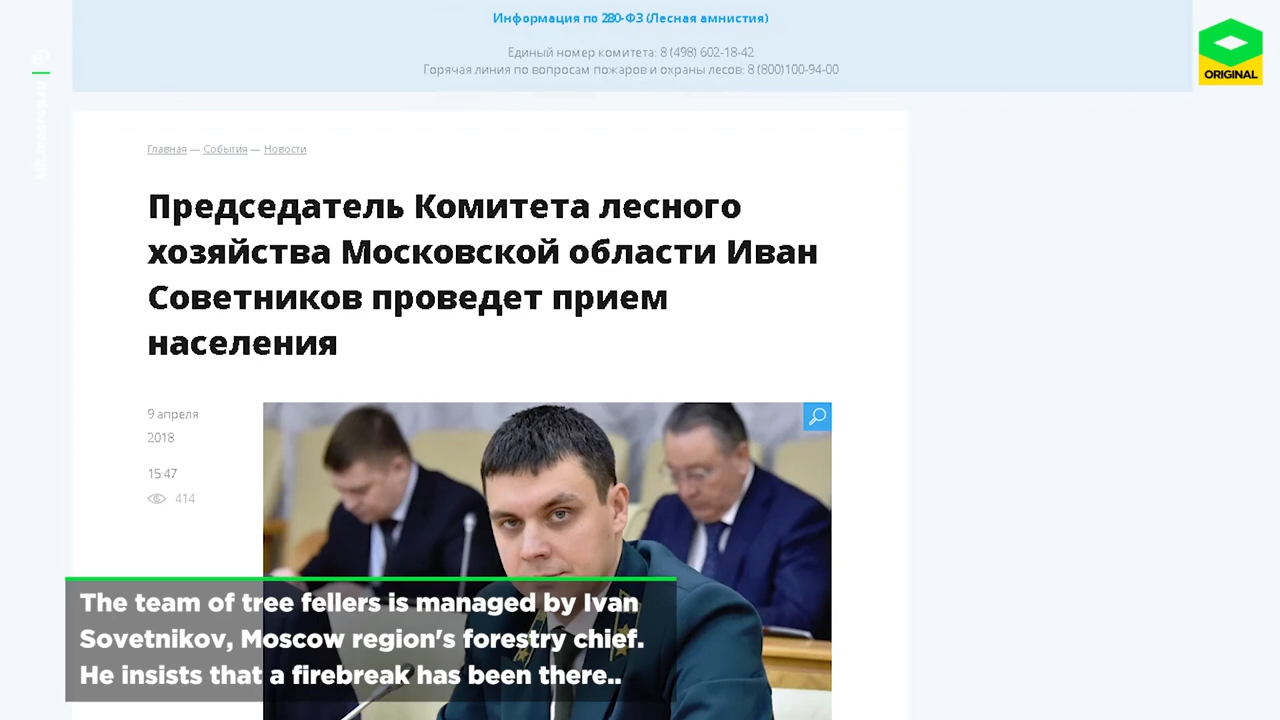 Информация по 280-ФЗ (Лесная амнистия)
Единый номер комитета: 8 (498) 602-18-42
Горячая линия по вопросам пожаров и охраны лесов: 8 (800)100-94-00
ORIGINAL
Главная — События — Новости
Председатель Комитета лесного
хозяйства Московской области Иван
Советников проведет прием
населения
9 апреля
2018
15:47
414
The team of tree fellers is managed by Ivan
Sovetnikov, Moscow region's forestry chief.
He insists that a firebreak has been there..